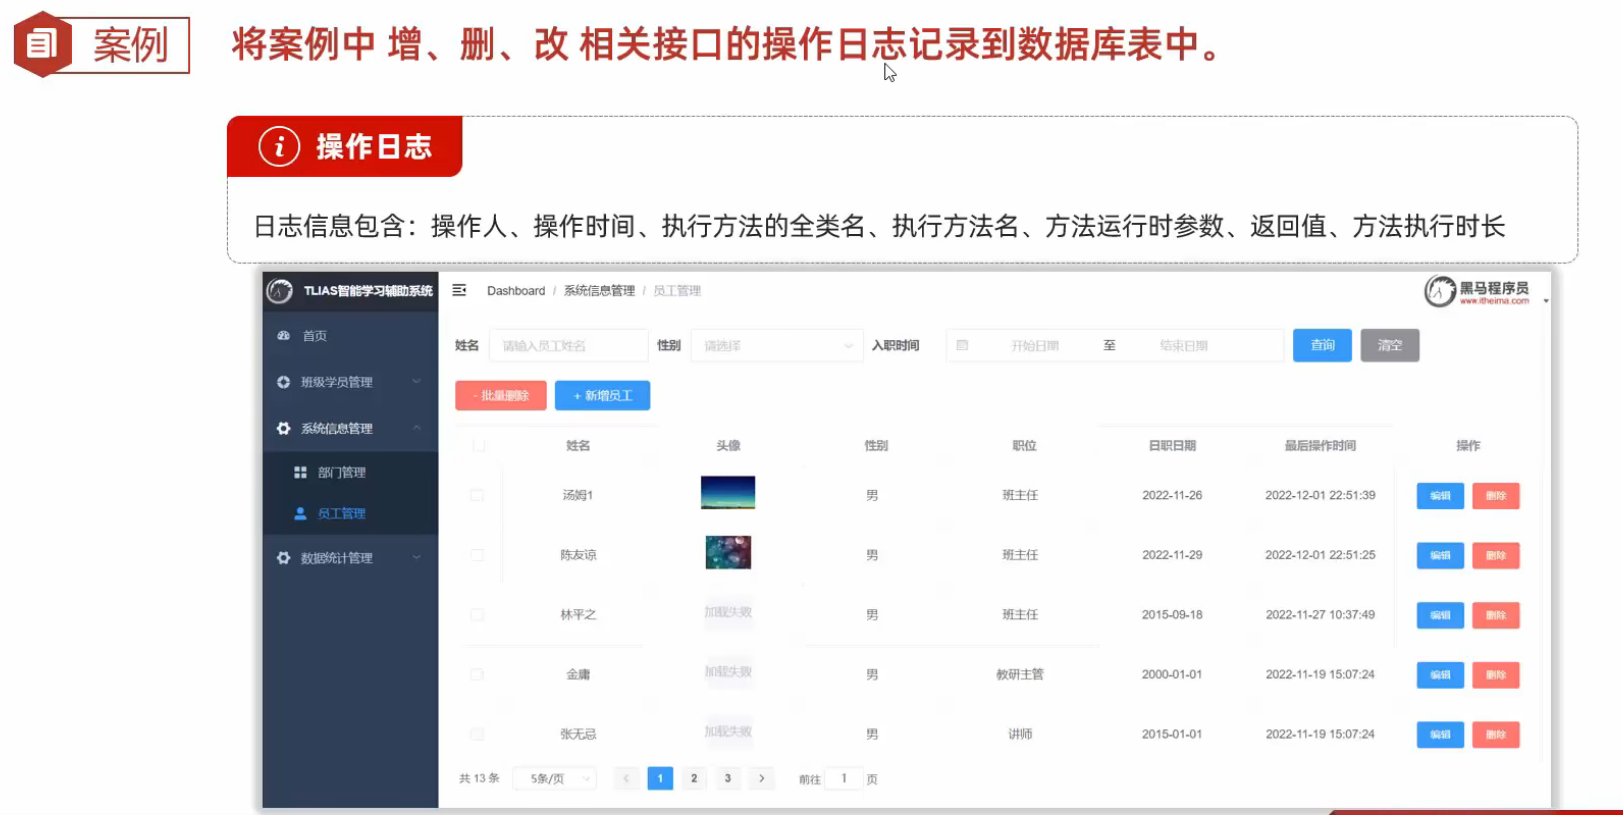 案例
将案例中 增、删、改 相关接口的操作日志记录到数据库表中。
i 操作日志
日志信息包含：操作人、操作时间、执行方法的全类名、执行方法名、方法运行时参数、返回值、方法执行时长
TLIAS智能学习辅助系统
Dashboard / 系统信息管理 / 员工管理
黑马程序员
www.itheima.com
首页
班级学员管理
系统信息管理
部门管理
员工管理
数据统计管理
姓名 请输入员工姓名 性别 请选择 入职时间 开始日期 至 结束日期 查询 清空
- 批量删除 + 新增员工
姓名 头像 性别 职位 日职日期 最后操作时间 操作
汤姆1 男 班主任 2022-11-26 2022-12-01 22:51:39 编辑 删除
陈友谅 男 班主任 2022-11-29 2022-12-01 22:51:25 编辑 删除
林平之 加载失败 男 班主任 2015-09-18 2022-11-27 10:37:49 编辑 删除
金庸 加载失败 男 教研主管 2000-01-01 2022-11-19 15:07:24 编辑 删除
张无忌 加载失败 男 讲师 2015-01-01 2022-11-19 15:07:24 编辑 删除
共 13 条 5条/页 < 1 2 3 > 前往 1 页